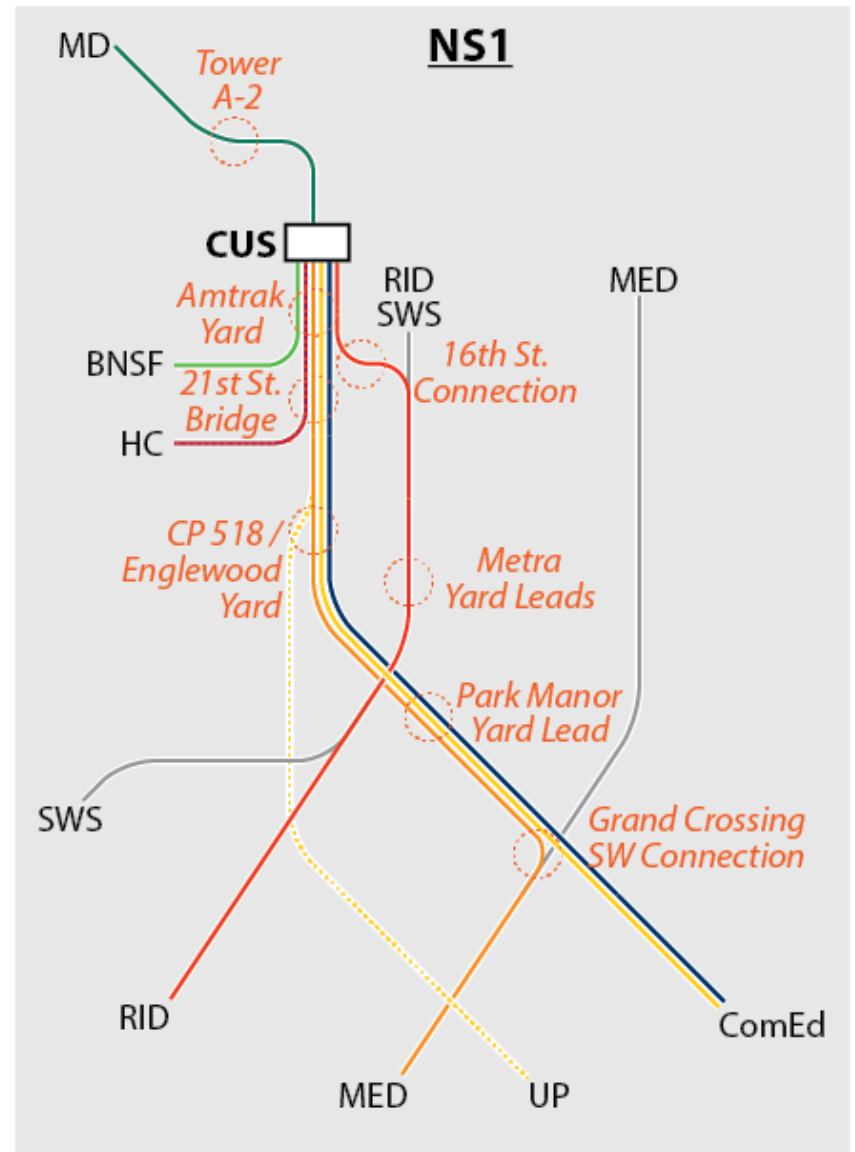 NS1
MD
Tower
A-2
CUS
RID
SWS
MED
Amtrak
Yard
16th St.
Connection
BNSF
21st St.
Bridge
HC
CP 518 /
Englewood
Yard
Metra
Yard Leads
Park Manor
Yard Lead
SWS
Grand Crossing
SW Connection
RID
ComEd
MED
UP